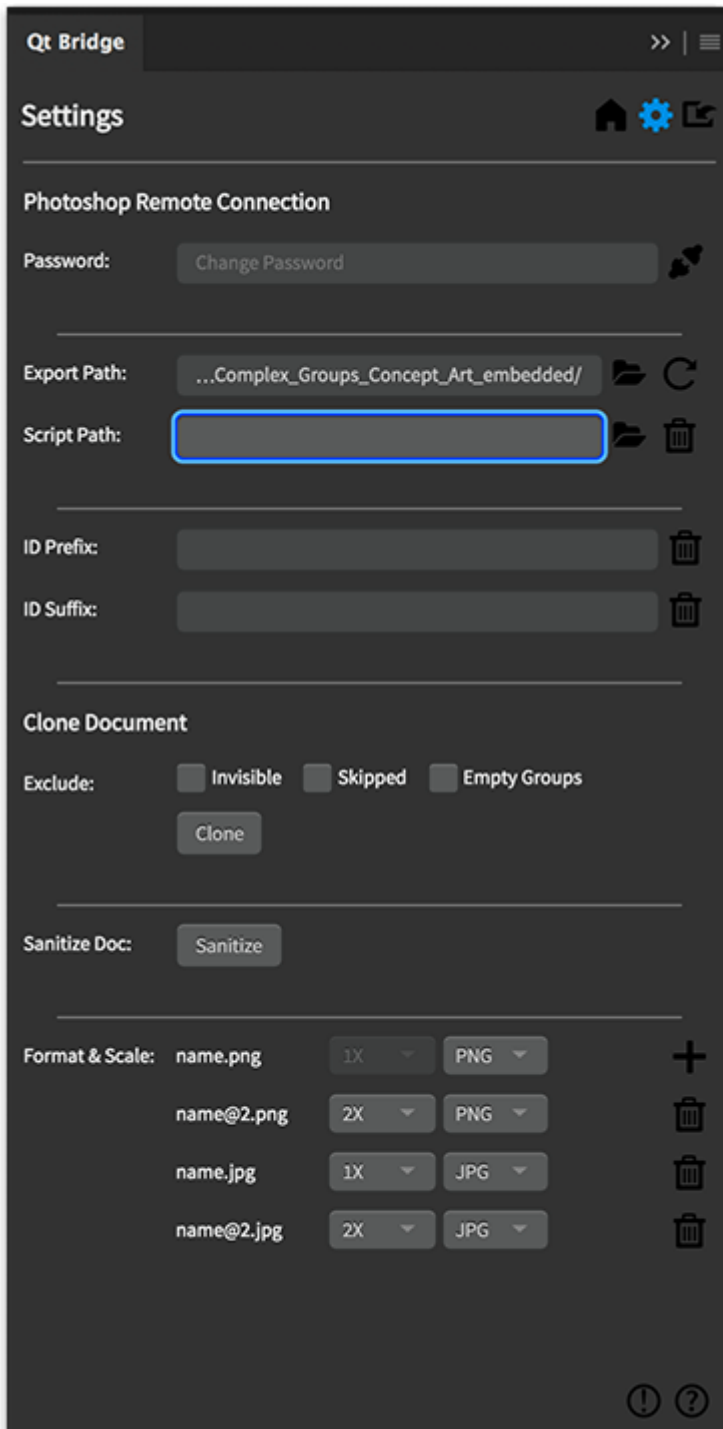 Qt Bridge
Settings
Photoshop Remote Connection
Password: Change Password
Export Path: ...Complex_Groups_Concept_Art_embedded/
Script Path:
ID Prefix:
ID Suffix:
Clone Document
Exclude: Invisible Skipped Empty Groups
Clone
Sanitize Doc: Sanitize
Format & Scale: name.png 1X PNG
name@2.png 2X PNG
name.jpg 1X JPG
name@2.jpg 2X JPG